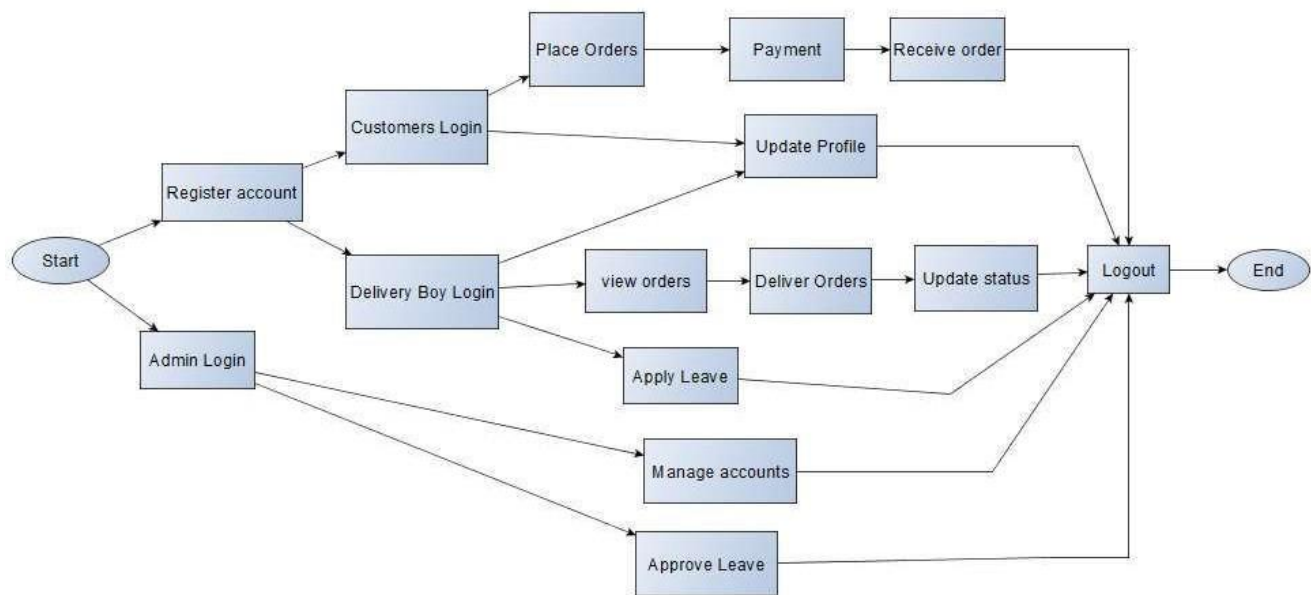 Place Orders
Payment
Receive order
Customers Login
Update Profile
Register account
Start
Delivery Boy Login
view orders
Deliver Orders
Update status
Logout
End
Admin Login
Apply Leave
Manage accounts
Approve Leave